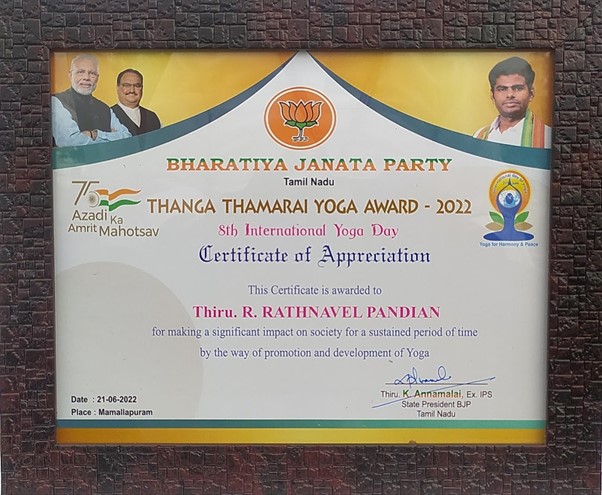 BHARATIYA JANATA PARTY
Tamil Nadu
75
Azadi Ka
Amrit Mahotsav
THANGA THAMARAI YOGA AWARD - 2022
8th International Yoga Day
Certificate of Appreciation
Yoga for Harmony & Peace
This Certificate is awarded to
Thiru. R. RATHNAVEL PANDIAN
for making a significant impact on society for a sustained period of time
by the way of promotion and development of Yoga
Date : 21-06-2022
Place : Mamallapuram
Thiru. K. Annamalai, Ex. IPS
State President BJP
Tamil Nadu